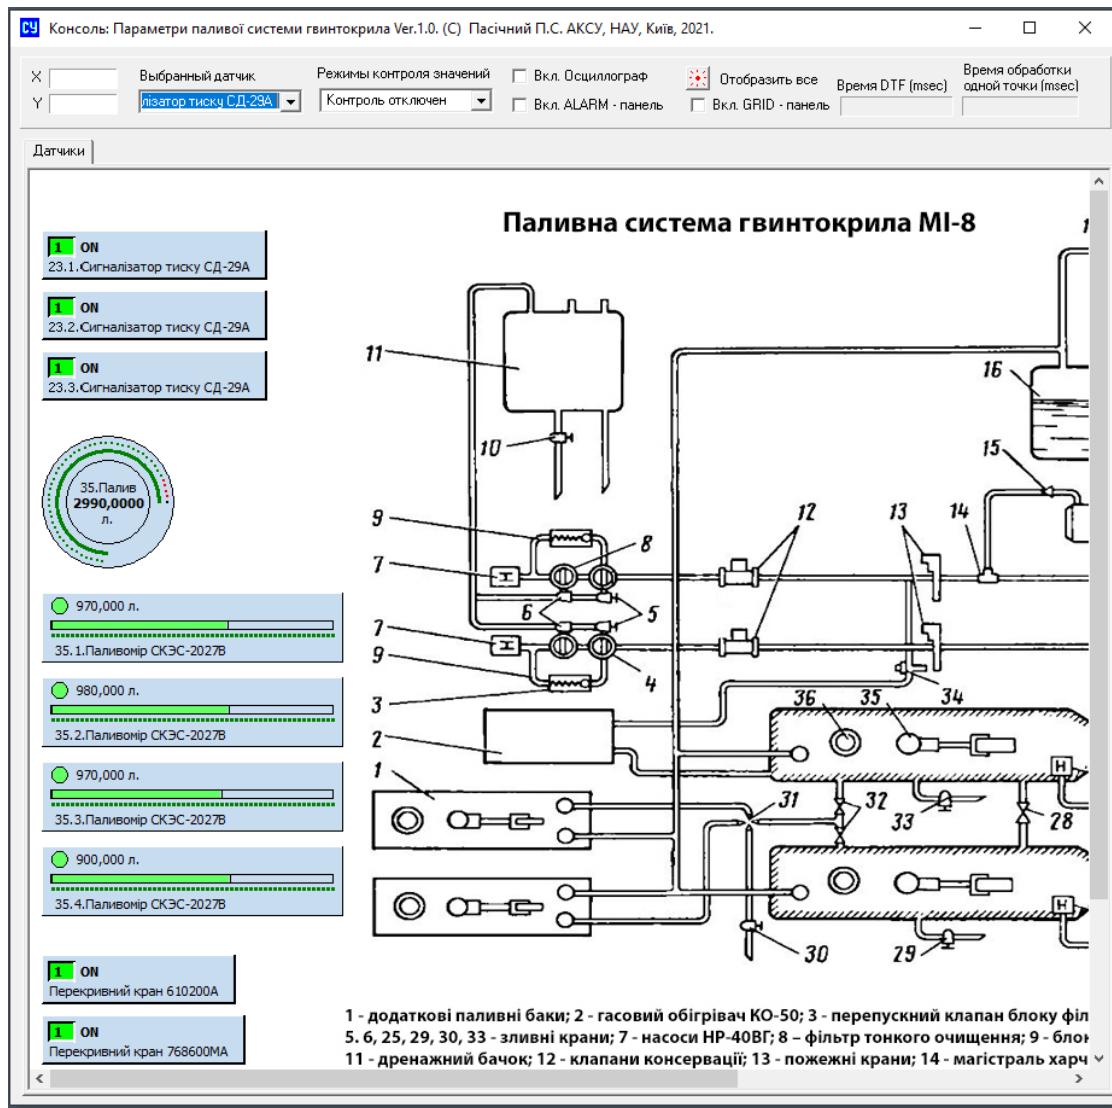 СУ Консоль: Параметри паливої системи гвинтокрила Ver.1.0. (C) Пасічний П.С. АКСУ, НАУ, Київ, 2021.
X
Y
Выбранный датчик
лізатор тиску СД-29А
Режимы контроля значений
Контроль отключен
Вкл. Осциллограф
Вкл. ALARM - панель
Отобразить все
Вкл. GRID - панель
Время DTF (msec)
Время обработки
одной точки (msec)
Датчики
Паливна система гвинтокрила МІ-8
1 ON
23.1.Сигналізатор тиску СД-29А
1 ON
23.2.Сигналізатор тиску СД-29А
1 ON
23.3.Сигналізатор тиску СД-29А
35.Палив
2990,0000
л.
970,000 л.
35.1.Паливомір СКЭС-2027В
980,000 л.
35.2.Паливомір СКЭС-2027В
970,000 л.
35.3.Паливомір СКЭС-2027В
900,000 л.
35.4.Паливомір СКЭС-2027В
1 ON
Перекривний кран 610200А
1 ON
Перекривний кран 768600МА
11
16
10
15
9
8
12
13
14
7
6
5
7
9
4
3
34
36
35
2
H
1
31
32
33
28
H
30
29
1 - додаткові паливні баки; 2 - гасовий обігрівач КО-50; 3 - перепускний клапан блоку філ
5. 6, 25, 29, 30, 33 - зливні крани; 7 - насоси НР-40ВГ; 8 – фільтр тонкого очищення; 9 - блок
11 - дренажний бачок; 12 - клапани консервації; 13 - пожежні крани; 14 - магістраль харч